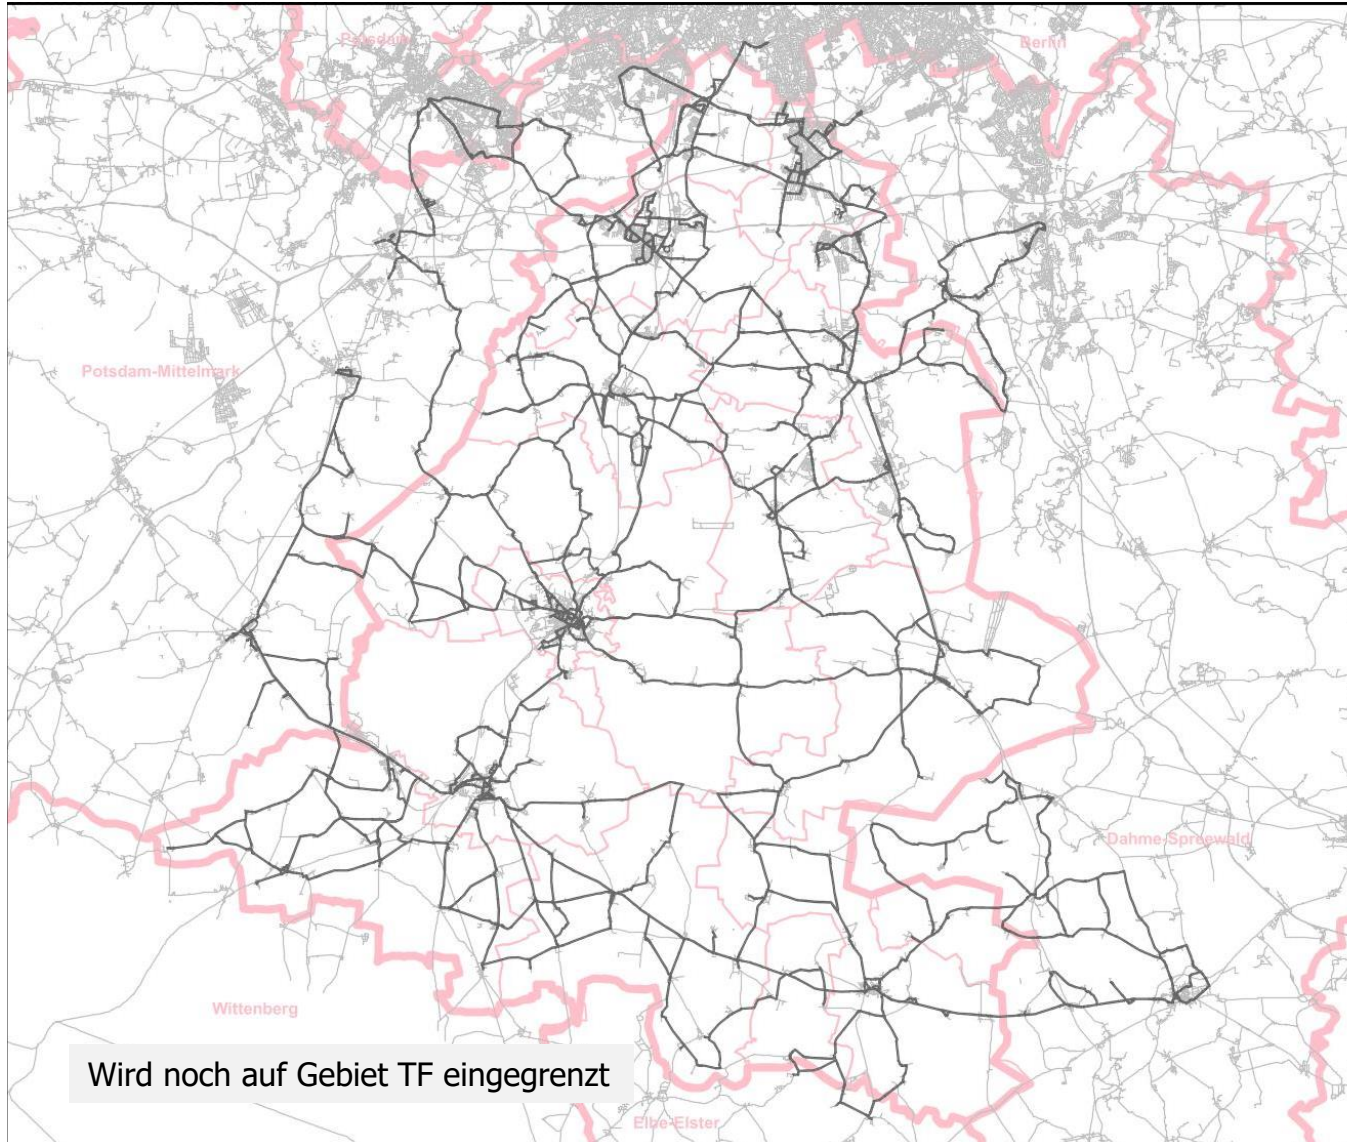 Potsdam
Berlin
Potsdam-Mittelmark
Dahme-Spreewald
Wittenberg
Wird noch auf Gebiet TF eingegrenzt
Elbe-Elster